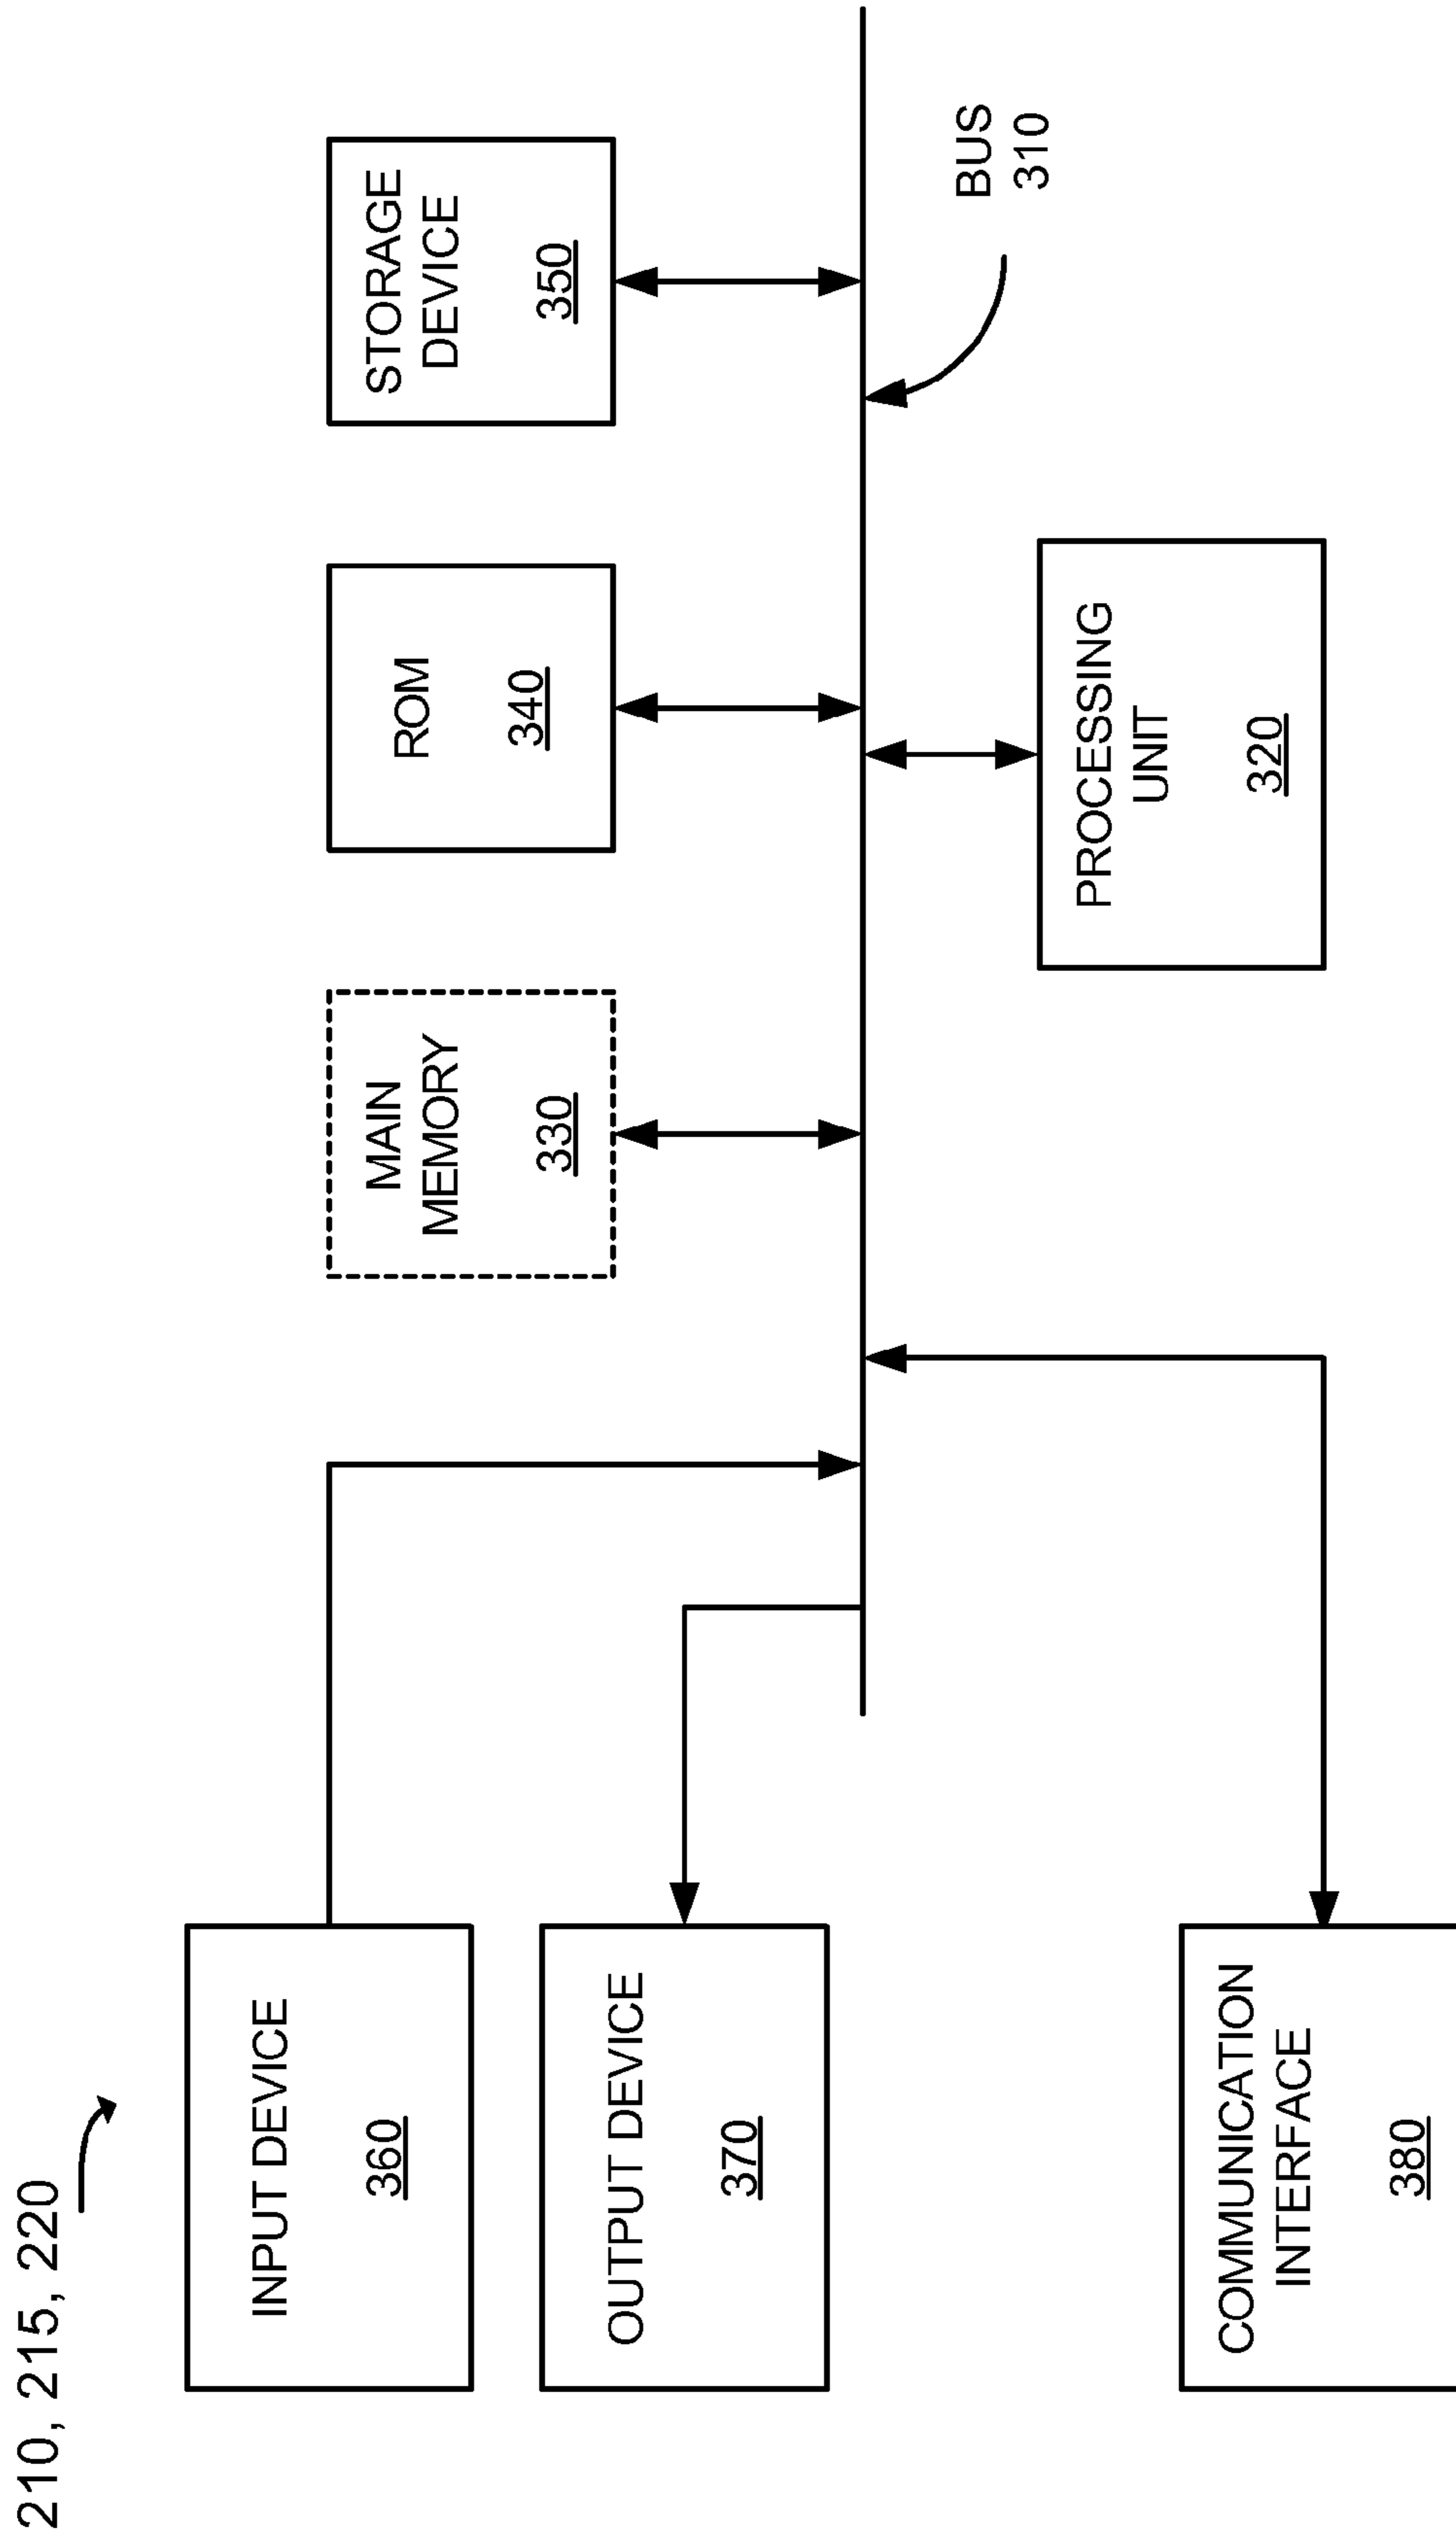 210, 215, 220
INPUT DEVICE
360
OUTPUT DEVICE
370
COMMUNICATION
INTERFACE
380
MAIN
MEMORY
330
ROM
340
STORAGE
DEVICE
350
PROCESSING
UNIT
320
BUS
310